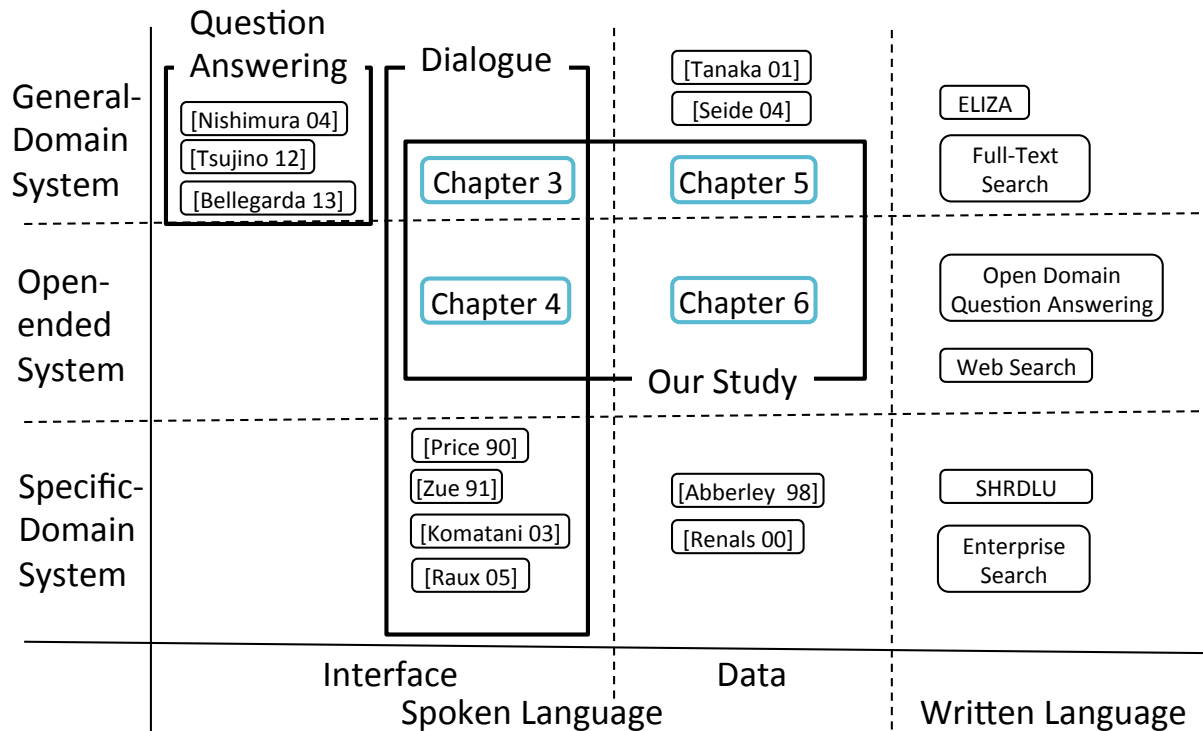 Question
Answering
Dialogue
General-
Domain
System
[Nishimura 04]
[Tsujino 12]
[Bellegarda 13]
[Tanaka 01]
[Seide 04]
ELIZA
Full-Text
Search
Chapter 3
Chapter 5
Open-
ended
System
Chapter 4
Chapter 6
Our Study
Open Domain
Question Answering
Web Search
Specific-
Domain
System
[Price 90]
[Zue 91]
[Komatani 03]
[Raux 05]
[Abberley 98]
[Renals 00]
SHRDLU
Enterprise
Search
Interface
Data
Spoken Language
Written Language